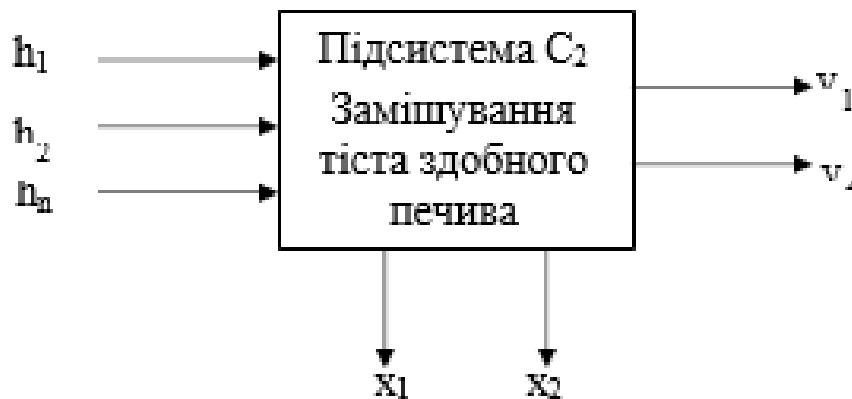 h₁
h₂
hₙ
Підсистема C₂
Замішування
тіста здобного
печива
v₁
x₁
x₂